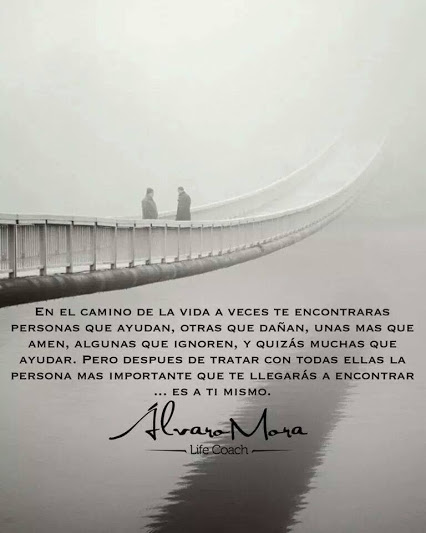 En el camino de la vida a veces te encontraras
personas que ayudan, otras que dañan, unas mas que
amen, algunas que ignoren, y quizás muchas que
ayudar. Pero despues de tratar con todas ellas la
persona mas importante que te llegarás a encontrar
... es a ti mismo.
Álvaro Mora
Life Coach